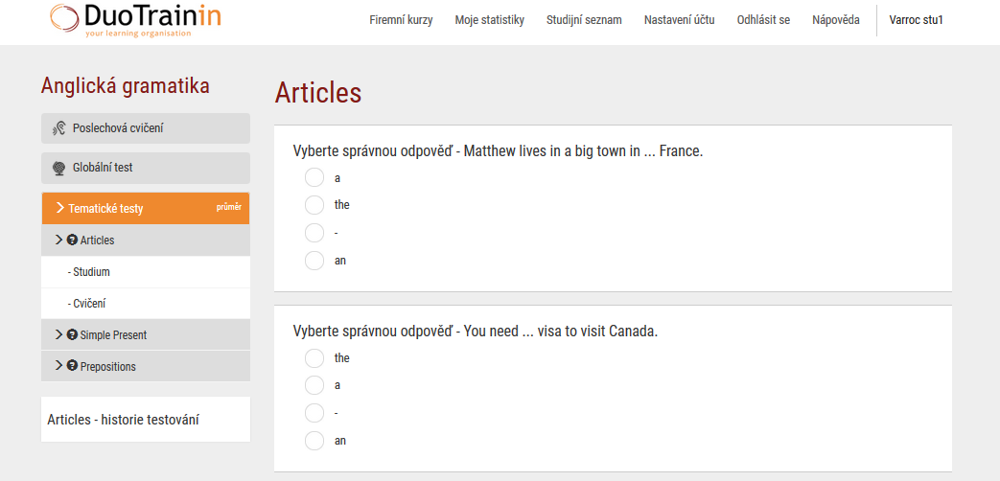 DuoTrainin
your learning organisation
Firemní kurzy Moje statistiky Studijní seznam Nastavení účtu Odhlásit se Nápověda Varroc stu1
Anglická gramatika
Poslechová cvičení
Globální test
Tematické testy průměr
Articles
- Studium
- Cvičení
Simple Present
Prepositions
Articles - historie testování
Articles
Vyberte správnou odpověď - Matthew lives in a big town in ... France.
a
the
-
an
Vyberte správnou odpověď - You need ... visa to visit Canada.
the
a
-
an